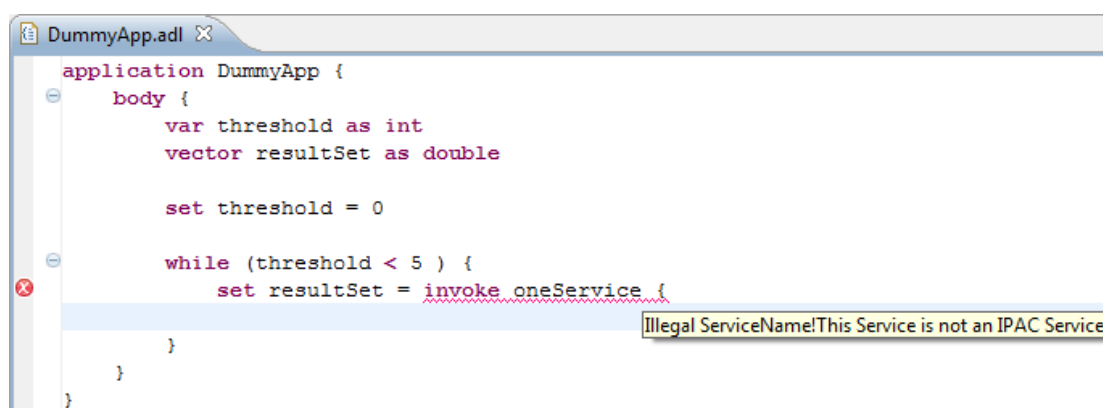 DummyApp.adl
application DummyApp {
body {
var threshold as int
vector resultSet as double
set threshold = 0
while (threshold < 5 ) {
set resultSet = invoke oneService {
Illegal ServiceName!This Service is not an IPAC Service
}
}
}